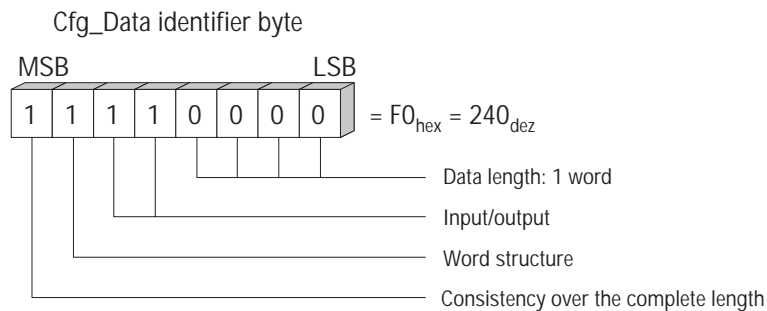 Cfg_Data identifier byte
MSB LSB
1 1 1 1 0 0 0 0 = F0hex = 240dez
Data length: 1 word
Input/output
Word structure
Consistency over the complete length